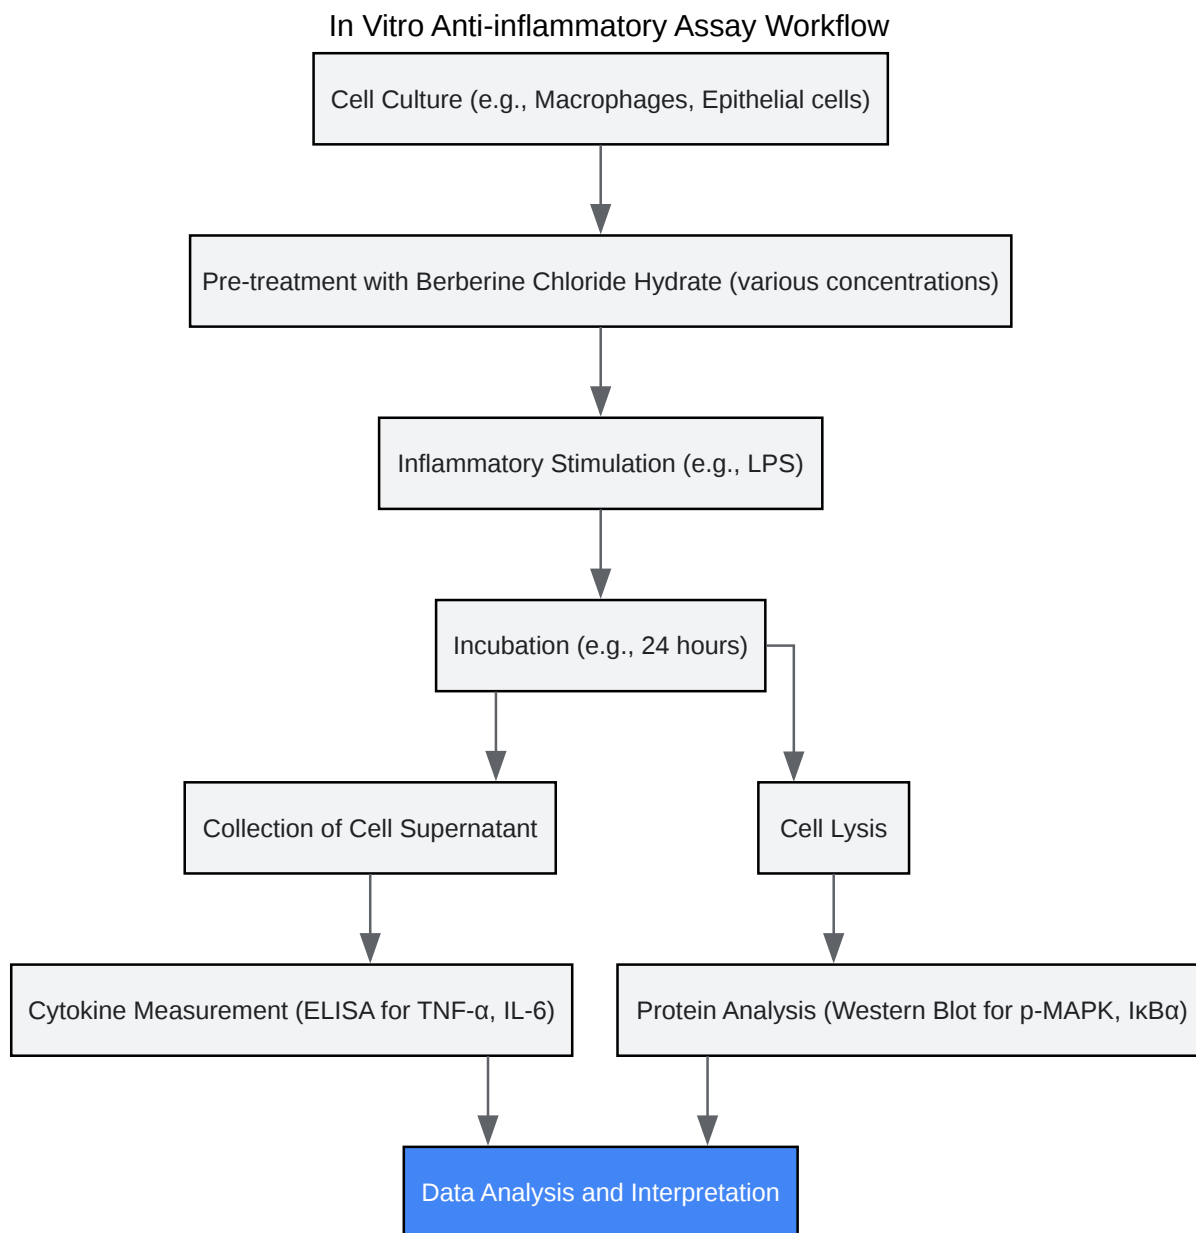 In Vitro Anti-inflammatory Assay Workflow
Cell Culture (e.g., Macrophages, Epithelial cells)
Pre-treatment with Berberine Chloride Hydrate (various concentrations)
Inflammatory Stimulation (e.g., LPS)
Incubation (e.g., 24 hours)
Collection of Cell Supernatant
Cell Lysis
Cytokine Measurement (ELISA for TNF-α, IL-6)
Protein Analysis (Western Blot for p-MAPK, IκBα)
Data Analysis and Interpretation